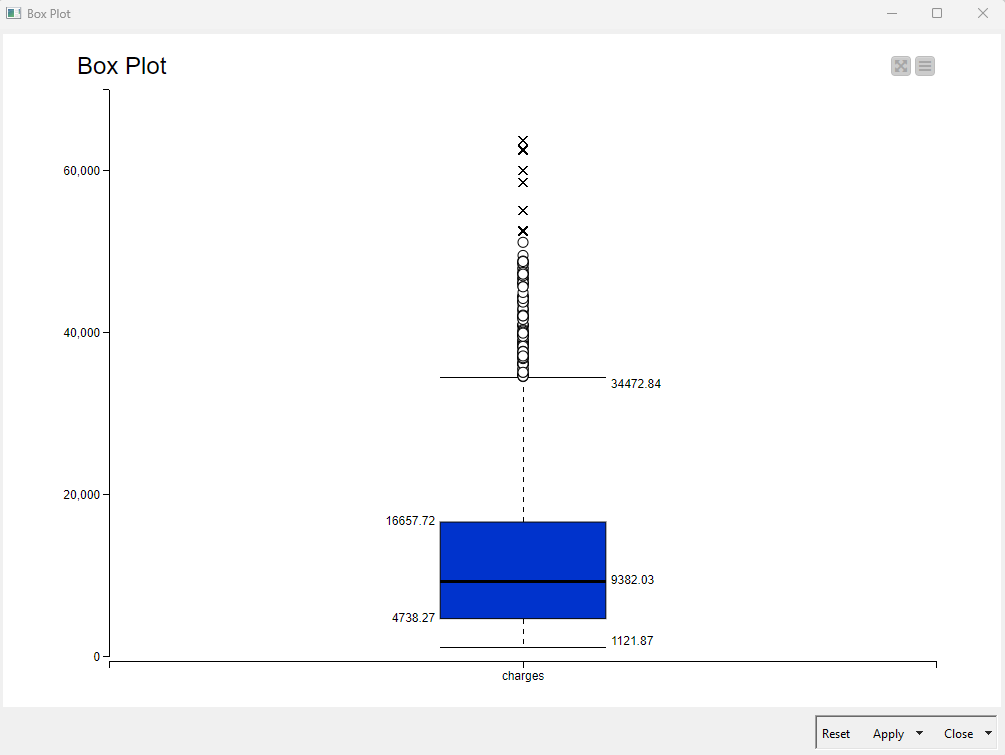 Box Plot
Box Plot
60,000
40,000
34472.84
20,000
16657.72
9382.03
4738.27
1121.87
0
charges
Reset Apply Close